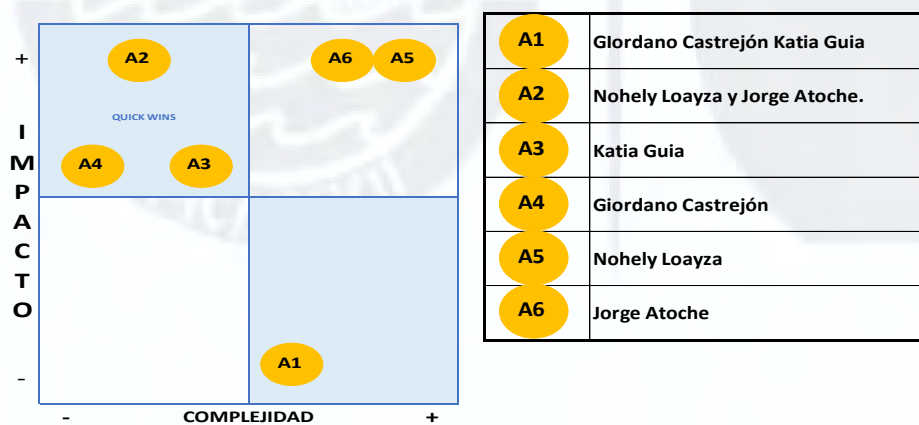 +
I
M
P
A
C
T
O
-
A2
A6
A5
QUICK WINS
A4
A3
A1
-
COMPLEJIDAD
+
A1 GIordano Castrejón Katia Guia
A2 Nohely Loayza y Jorge Atoche.
A3 Katia Guia
A4 Giordano Castrejón
A5 Nohely Loayza
A6 Jorge Atoche